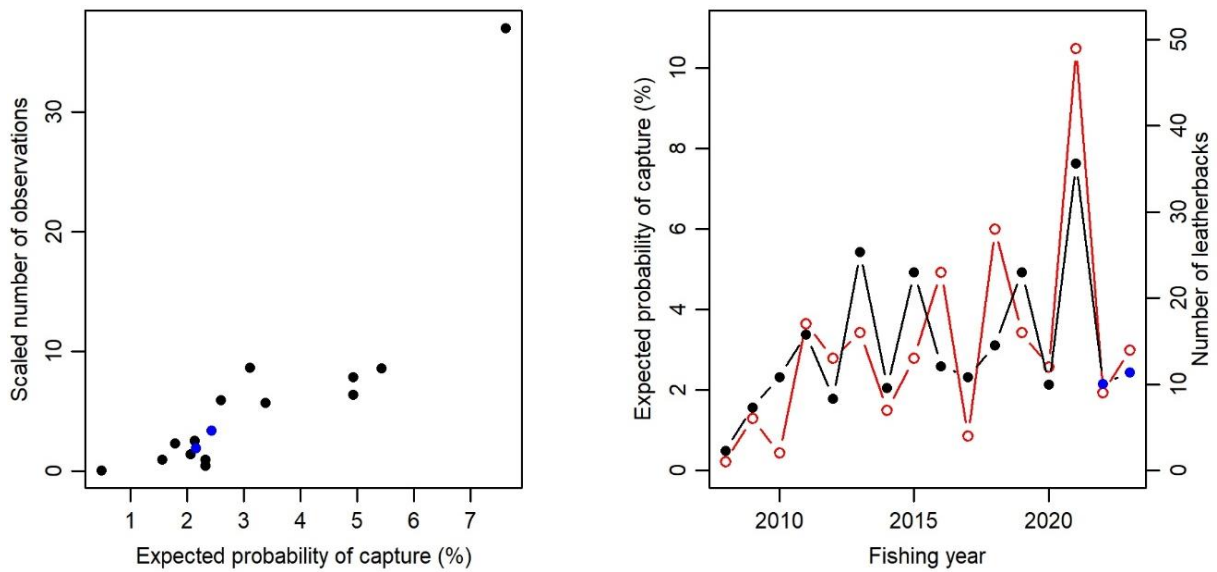 Scaled number of observations
30
20
10
0
1 2 3 4 5 6 7
Expected probability of capture (%)
Expected probability of capture (%)
10
8
6
4
2
0
2010 2015 2020
Fishing year
50
40
30
20
10
0
Number of leatherbacks